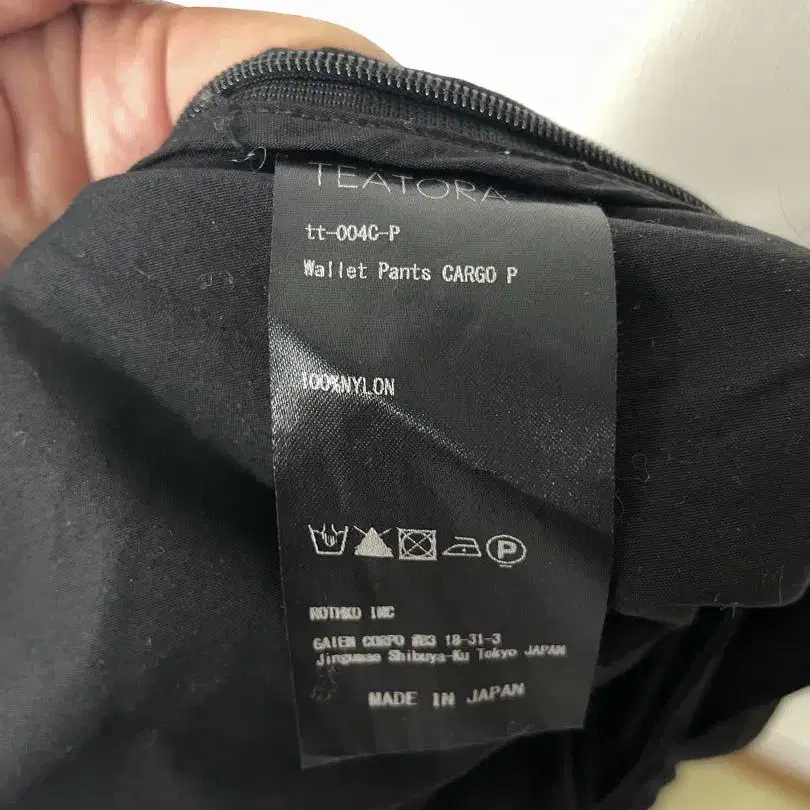 TEATORA
tt-004C-P
Wallet Pants CARGO P
100%NYLON
P
ROTHKO INC
GAIEN CORPO #B3 18-31-3
Jingumae Shibuya-Ku Tokyo JAPAN
MADE IN JAPAN